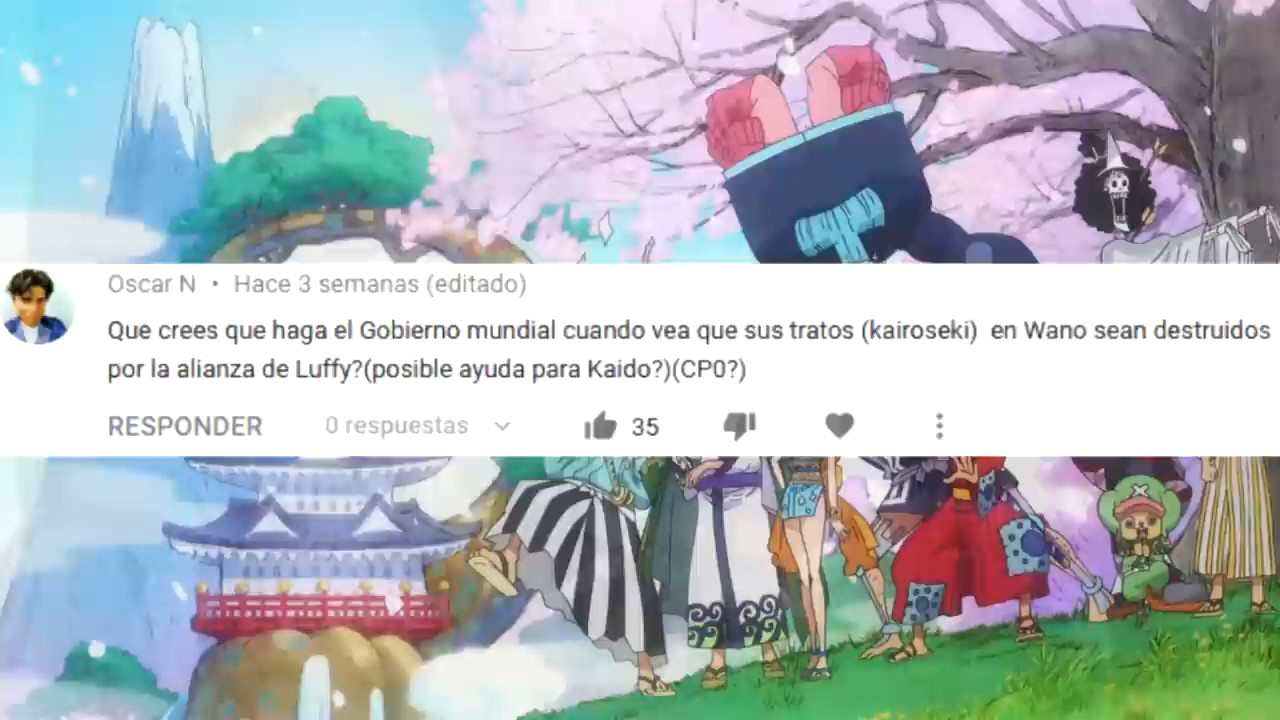 Oscar N • Hace 3 semanas (editado)
Que crees que haga el Gobierno mundial cuando vea que sus tratos (kairoseki) en Wano sean destruidos
por la alianza de Luffy?(posible ayuda para Kaido?)(CP0?)
RESPONDER 0 respuestas 35